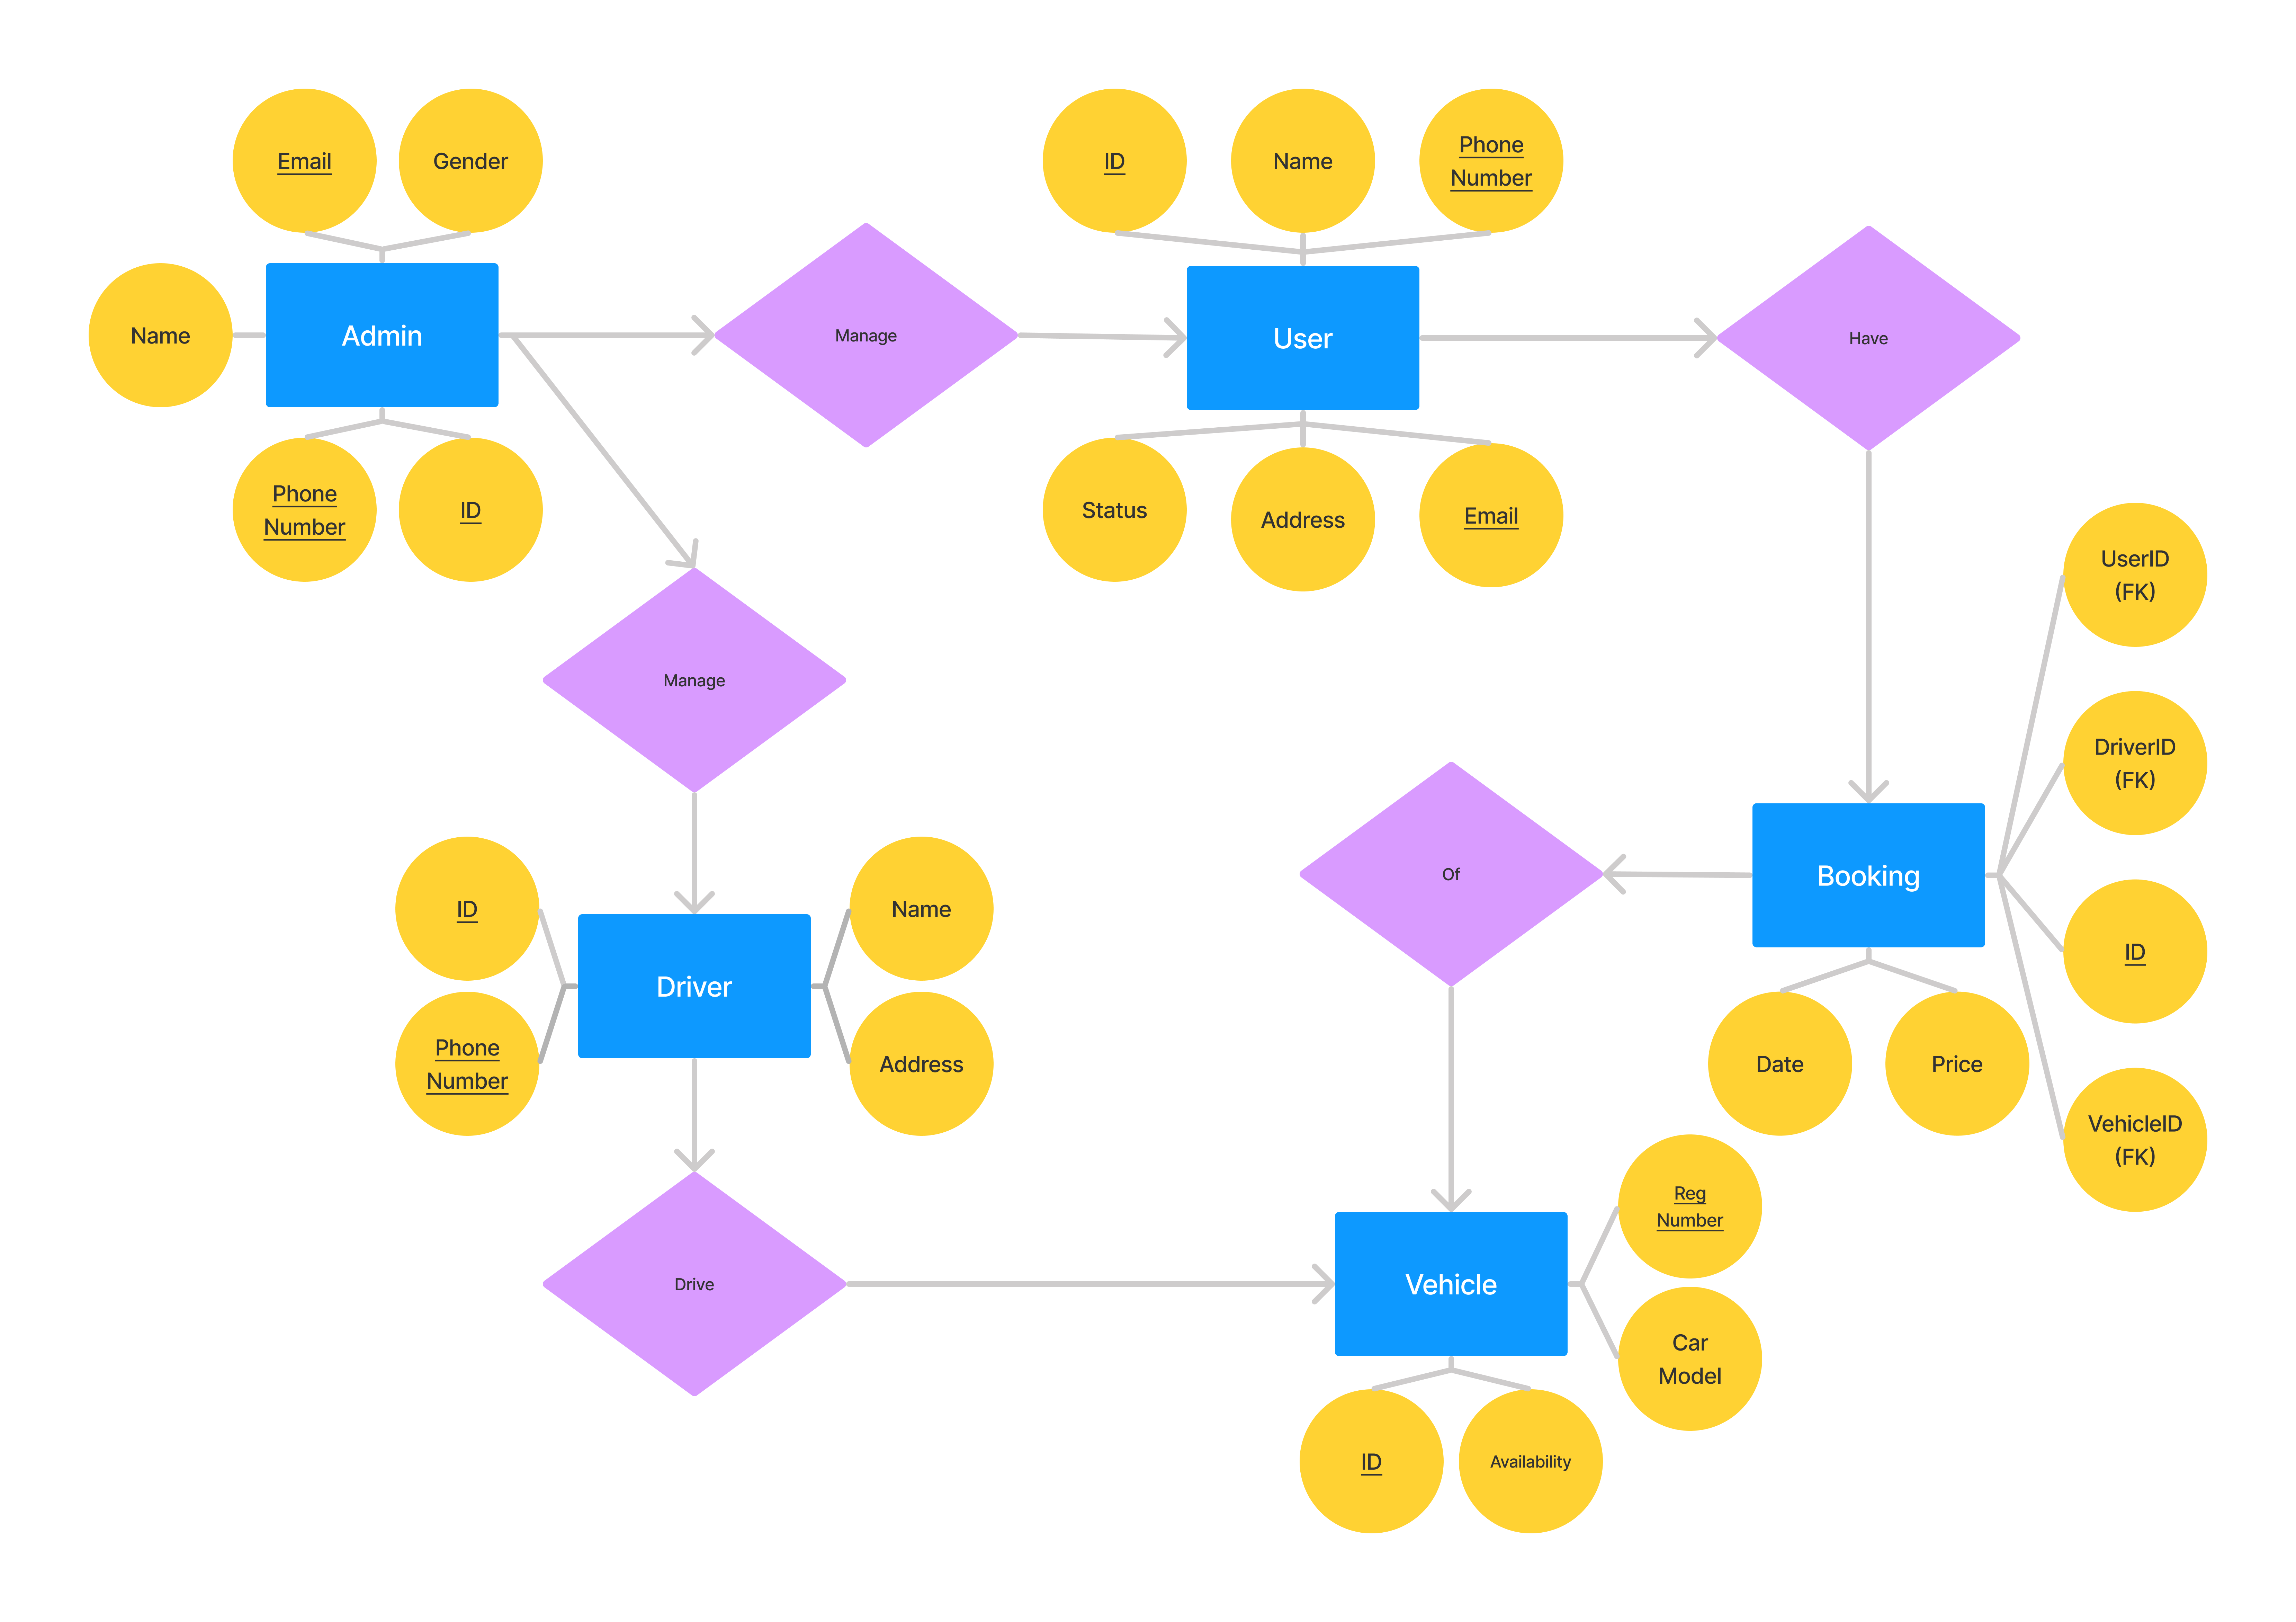 Email
Gender
Name
Admin
Phone
Number
ID
Manage
ID
Name
Phone
Number
User
Status
Address
Email
Have
Manage
UserID
(FK)
DriverID
(FK)
ID
VehicleID
(FK)
Booking
Date
Price
Of
ID
Phone
Number
Driver
Name
Address
Drive
Vehicle
Reg
Number
Car
Model
ID
Availability